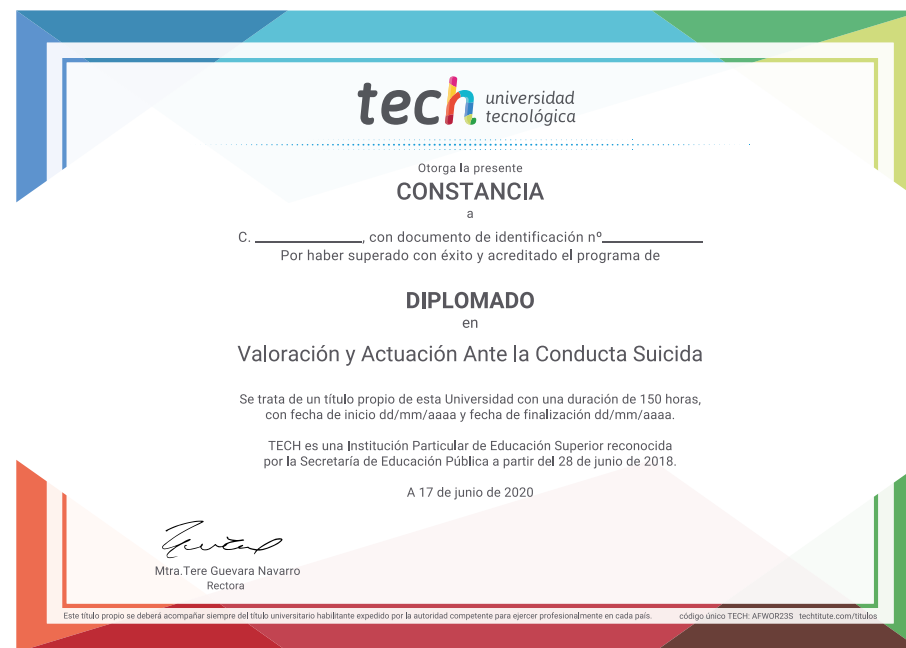 tech universidad
tecnológica
Otorga la presente
CONSTANCIA
a
C. ____________, con documento de identificación nº____________
Por haber superado con éxito y acreditado el programa de
DIPLOMADO
en
Valoración y Actuación Ante la Conducta Suicida
Se trata de un título propio de esta Universidad con una duración de 150 horas,
con fecha de inicio dd/mm/aaaa y fecha de finalización dd/mm/aaaa.
TECH es una Institución Particular de Educación Superior reconocida
por la Secretaría de Educación Pública a partir del 28 de junio de 2018.
A 17 de junio de 2020
Mtra.Tere Guevara Navarro
Rectora
Este título propio se deberá acompañar siempre del título universitario habilitante expedido por la autoridad competente para ejercer profesionalmente en cada país.
código único TECH: AFWOR23S techtitute.com/titulos